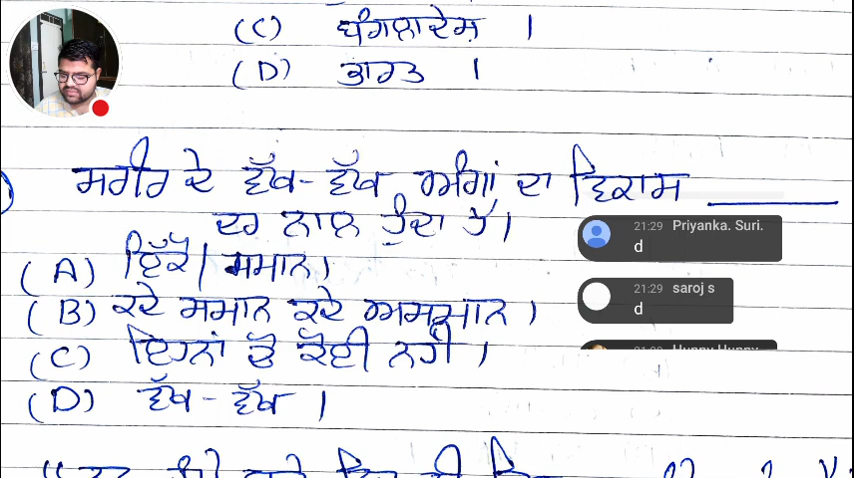 (C) ਬੰਗਲਾਦੇਸ਼ ।
(D) ਭਾਰਤ ।
ਸਰੀਰ ਦੇ ਵੱਖ-ਵੱਖ ਅੰਗਾਂ ਦਾ ਵਿਕਾਸ ______
ਦਰ ਨਾਲ ਹੁੰਦਾ ਹੈ।
(A) ਇੱਕੋ/ਸਮਾਨ।
(B) ਕਦੇ ਸਮਾਨ ਕਦੇ ਅਸਮਾਨ ।
(C) ਇਹਨਾਂ ਤੋਂ ਕੋਈ ਨਹੀਂ ।
(D) ਵੱਖ-ਵੱਖ ।
21:29 Priyanka. Suri.
d
21:29 saroj s
d